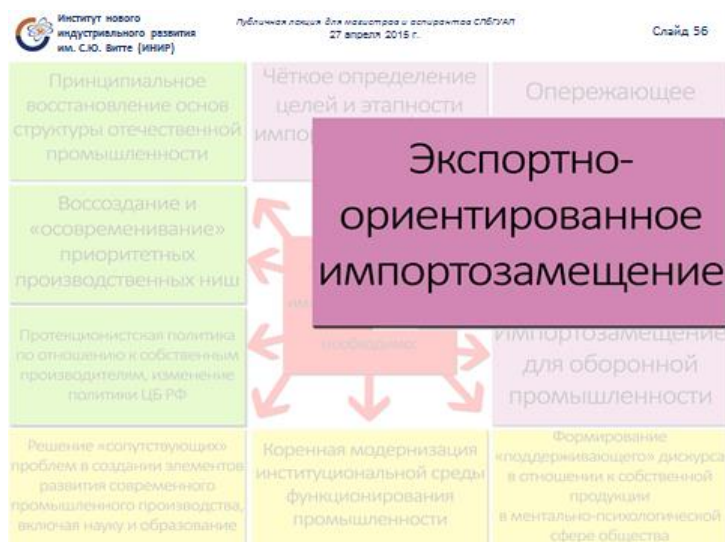 Институт нового
индустриального развития
им. С.Ю. Витте (ИНИР)
Публичная лекция для магистров и аспирантов СПбГУАП
27 апреля 2015 г.
Слайд 56
Принципиальное
восстановление основ
структуры отечественной
промышленности
Чёткое определение
целей и этапности
Опережающее
Экспортно-
ориентированное
импортозамещение
Воссоздание и
«осовременивание»
приоритетных
производственных ниш
Протекционистская политика
по отношению к собственным
производителям, изменение
политики ЦБ РФ
необходимо
Импортозамещение
для оборонной
промышленности
Решение «сопутствующих»
проблем в создании элементов
развития современного
промышленного производства,
включая науку и образование
Коренная модернизация
институциональной среды
функционирования
промышленности
Формирование
«поддерживающего» дискурса
в отношении к собственной
продукции
в ментально-психологической
сфере общества